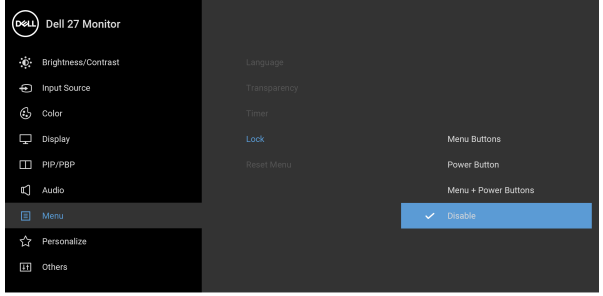 DELL
Dell 27 Monitor
Brightness/Contrast
Input Source
Color
Display
PIP/PBP
Audio
Menu
Personalize
Others
Language
Transparency
Timer
Lock
Reset Menu
Menu Buttons
Power Button
Menu + Power Buttons
Disable